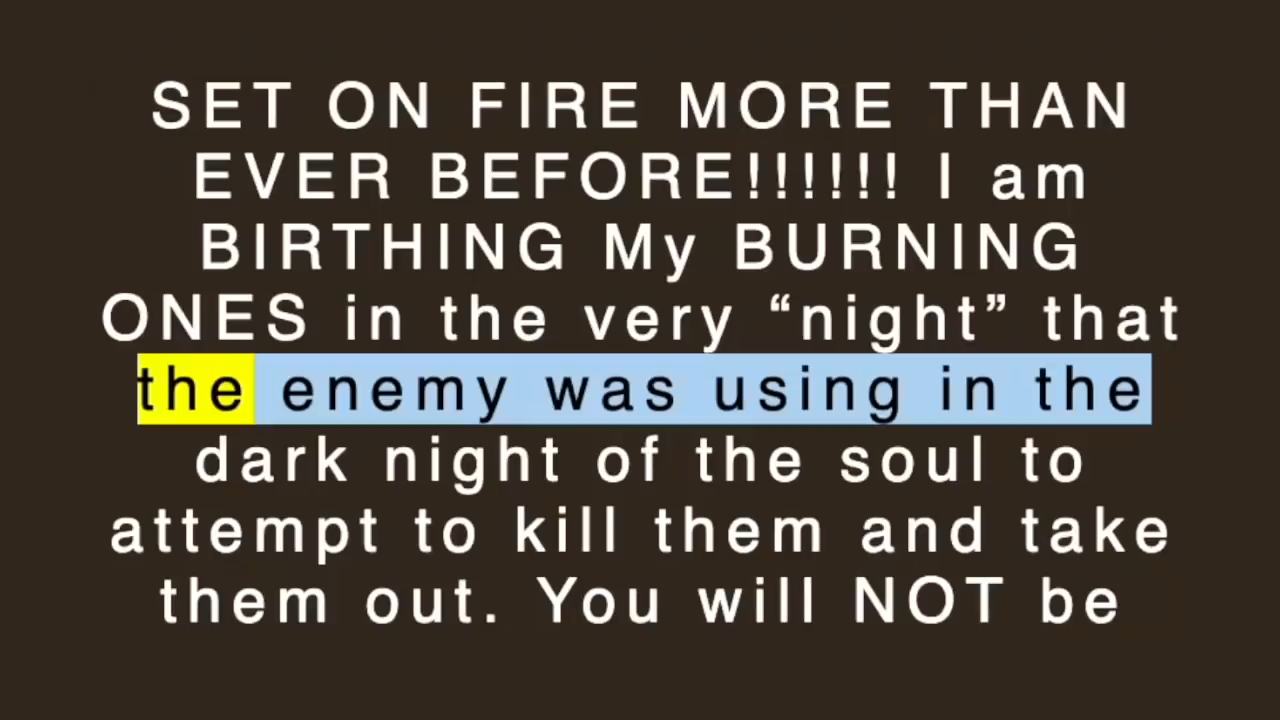 SET ON FIRE MORE THAN
EVER BEFORE!!!!!! I am
BIRTHING My BURNING
ONES in the very “night” that
the enemy was using in the
dark night of the soul to
attempt to kill them and take
them out. You will NOT be